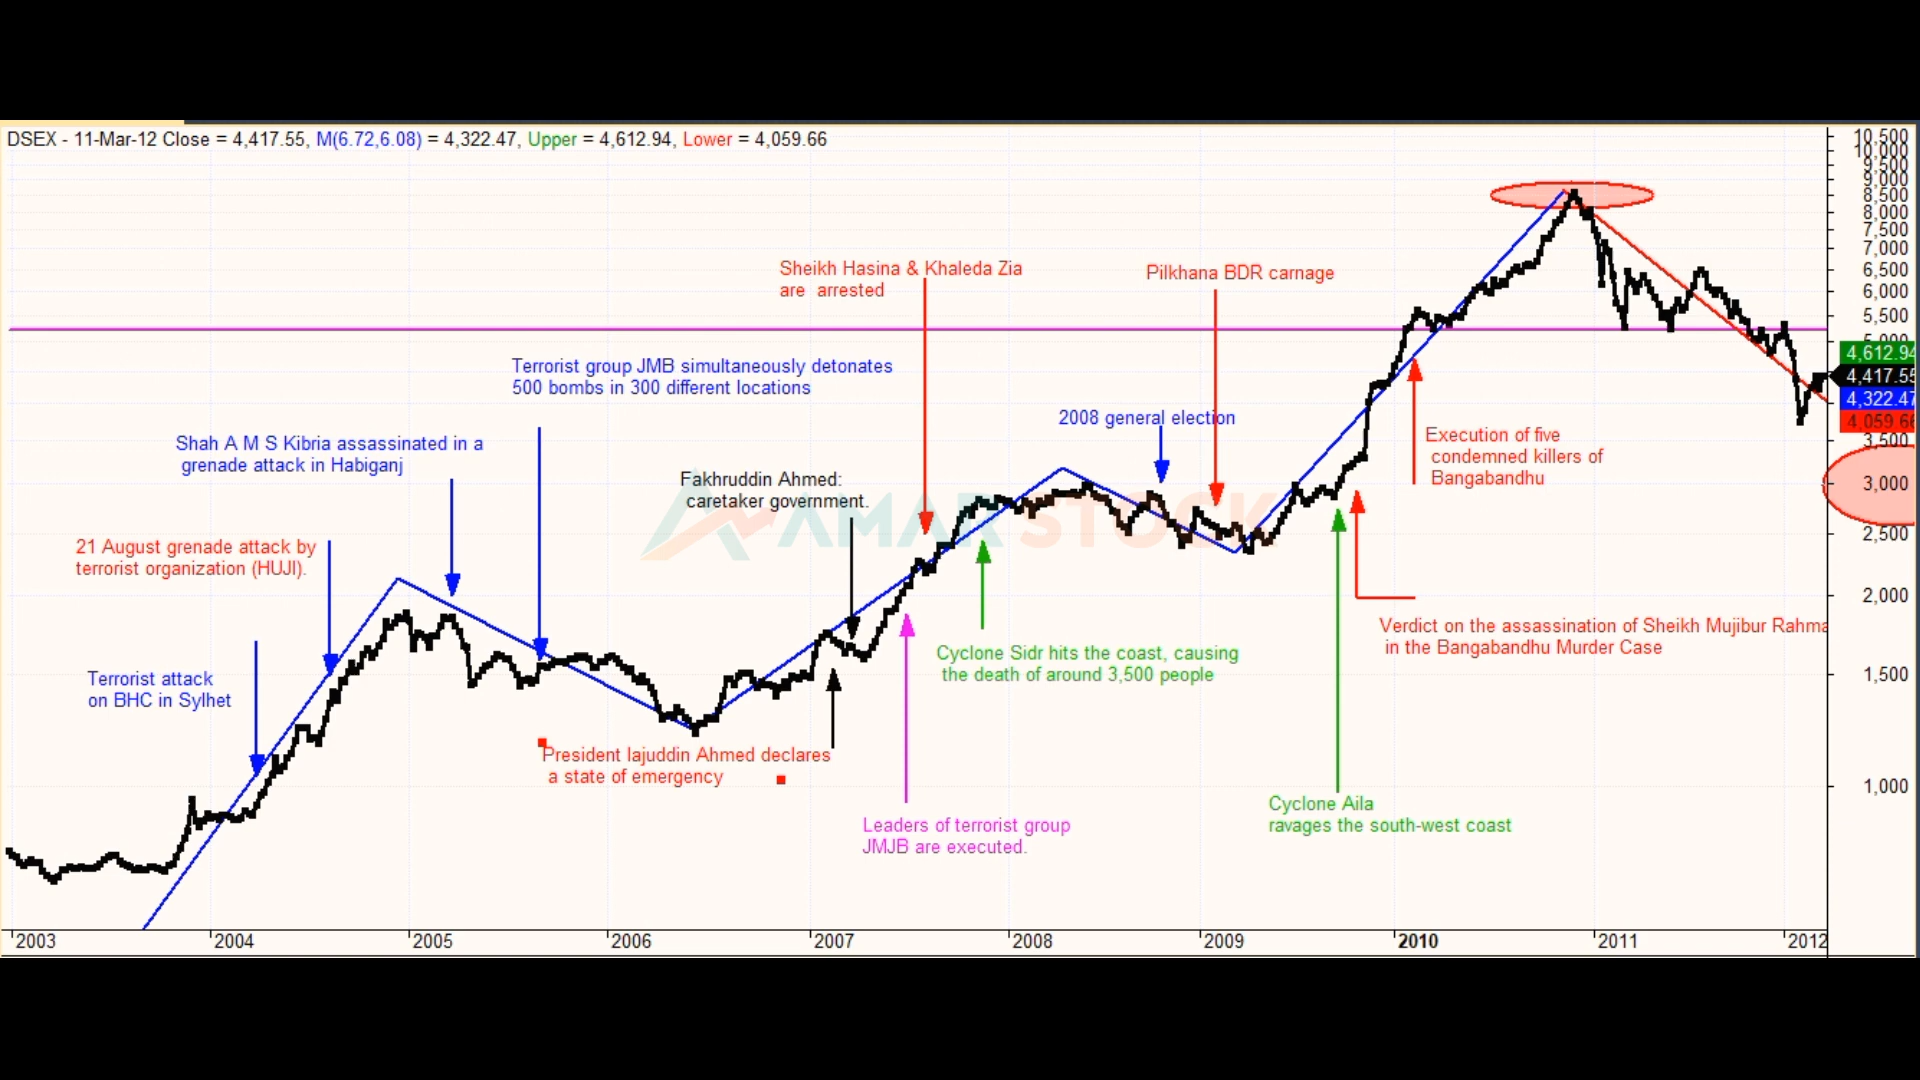 DSEX - 11-Mar-12 Close = 4,417.55, M(6.72,6.08) = 4,322.47, Upper = 4,612.94, Lower = 4,059.66
10,500
10,000
9,500
9,000
8,500
8,000
7,500
7,000
6,500
6,000
5,500
5,000
4,612.94
4,417.55
4,322.47
4,059.66
3,500
3,000
2,500
2,000
1,500
1,000
Sheikh Hasina & Khaleda Zia
are arrested
Pilkhana BDR carnage
Terrorist group JMB simultaneously detonates
500 bombs in 300 different locations
2008 general election
Shah A M S Kibria assassinated in a
grenade attack in Habiganj
Execution of five
condemned killers of
Bangabandhu
Fakhruddin Ahmed:
caretaker government.
AMARSTOCK
21 August grenade attack by
terrorist organization (HUJI).
Verdict on the assassination of Sheikh Mujibur Rahma
in the Bangabandhu Murder Case
Cyclone Sidr hits the coast, causing
the death of around 3,500 people
Terrorist attack
on BHC in Sylhet
President Iajuddin Ahmed declares
a state of emergency
Cyclone Aila
ravages the south-west coast
Leaders of terrorist group
JMJB are executed.
2003 2004 2005 2006 2007 2008 2009 2010 2011 2012